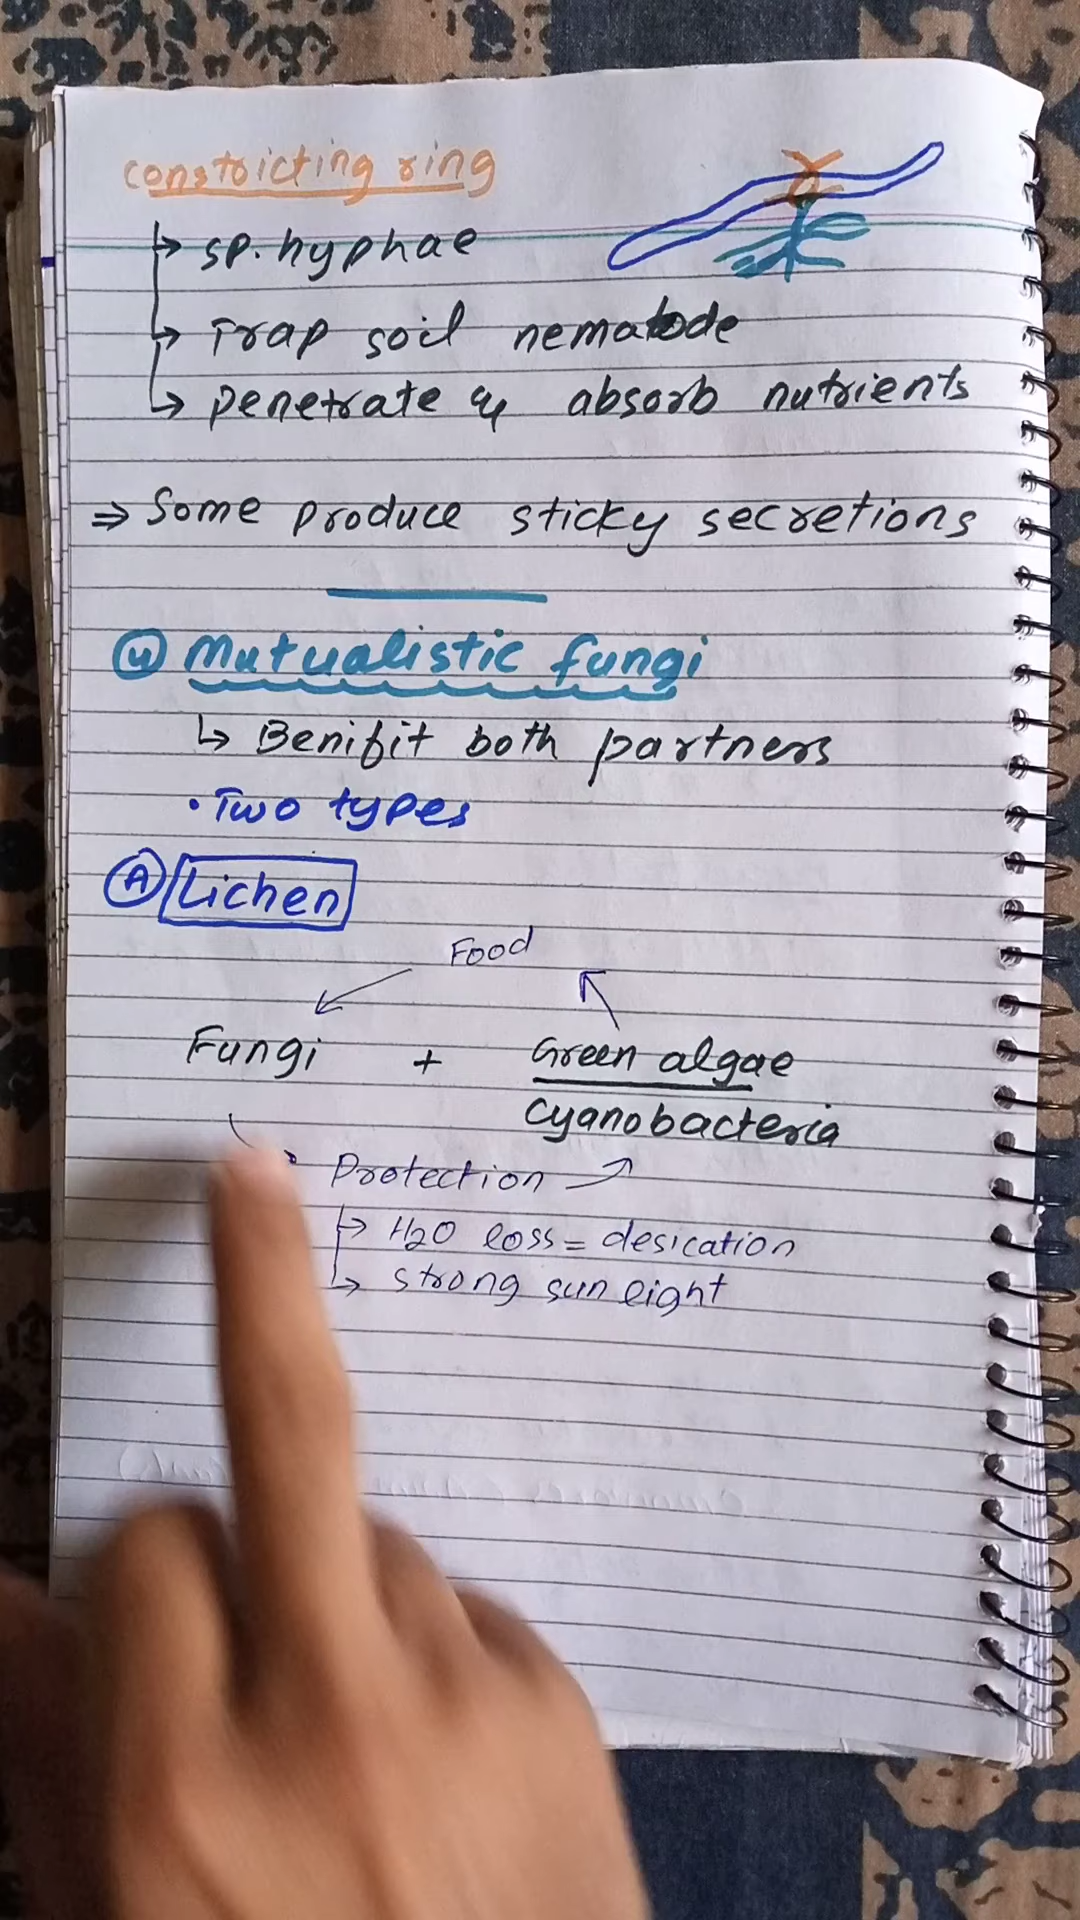 constricting ring
sp. hyphae
Trap soil nematode
penetrate & absorb nutrients
⇒ Some produce sticky secretions
④ Mutualistic fungi
Benifit both partners
• Two types
Ⓐ Lichen
Food
Fungi + Green algae
Cyanobacteria
Protection
H2O loss = desication
strong sun light